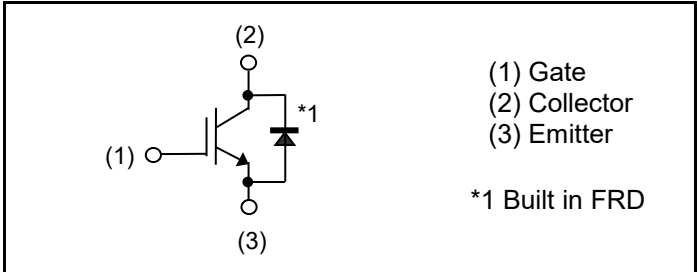 (2)
*1
(1)
(3)
(1) Gate
(2) Collector
(3) Emitter
*1 Built in FRD